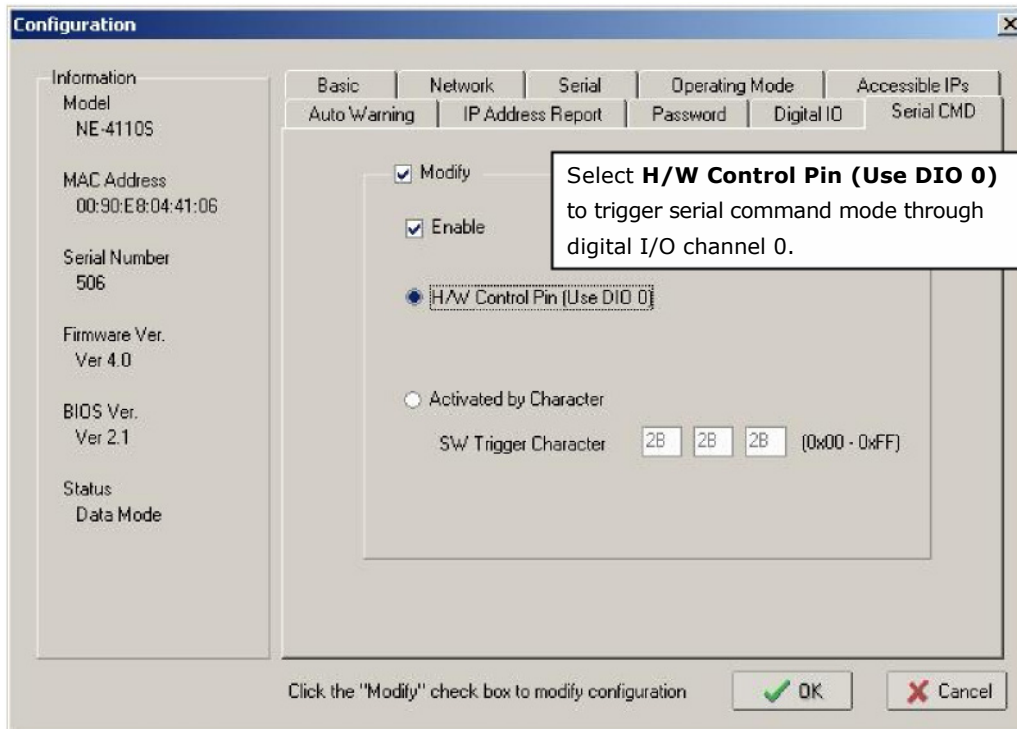 Configuration
Information
Model
NE-4110S
MAC Address
00:90:E8:04:41:06
Serial Number
506
Firmware Ver.
Ver 4.0
BIOS Ver.
Ver 2.1
Status
Data Mode
Basic
Network
Serial
Operating Mode
Accessible IPs
Auto Warning
IP Address Report
Password
Digital IO
Serial CMD
Modify
Select H/W Control Pin (Use DIO 0)
to trigger serial command mode through
digital I/O channel 0.
Enable
H/W Control Pin (Use DIO 0)
Activated by Character
SW Trigger Character
2B
2B
2B
(0x00 - 0xFF)
Click the "Modify" check box to modify configuration
OK
Cancel